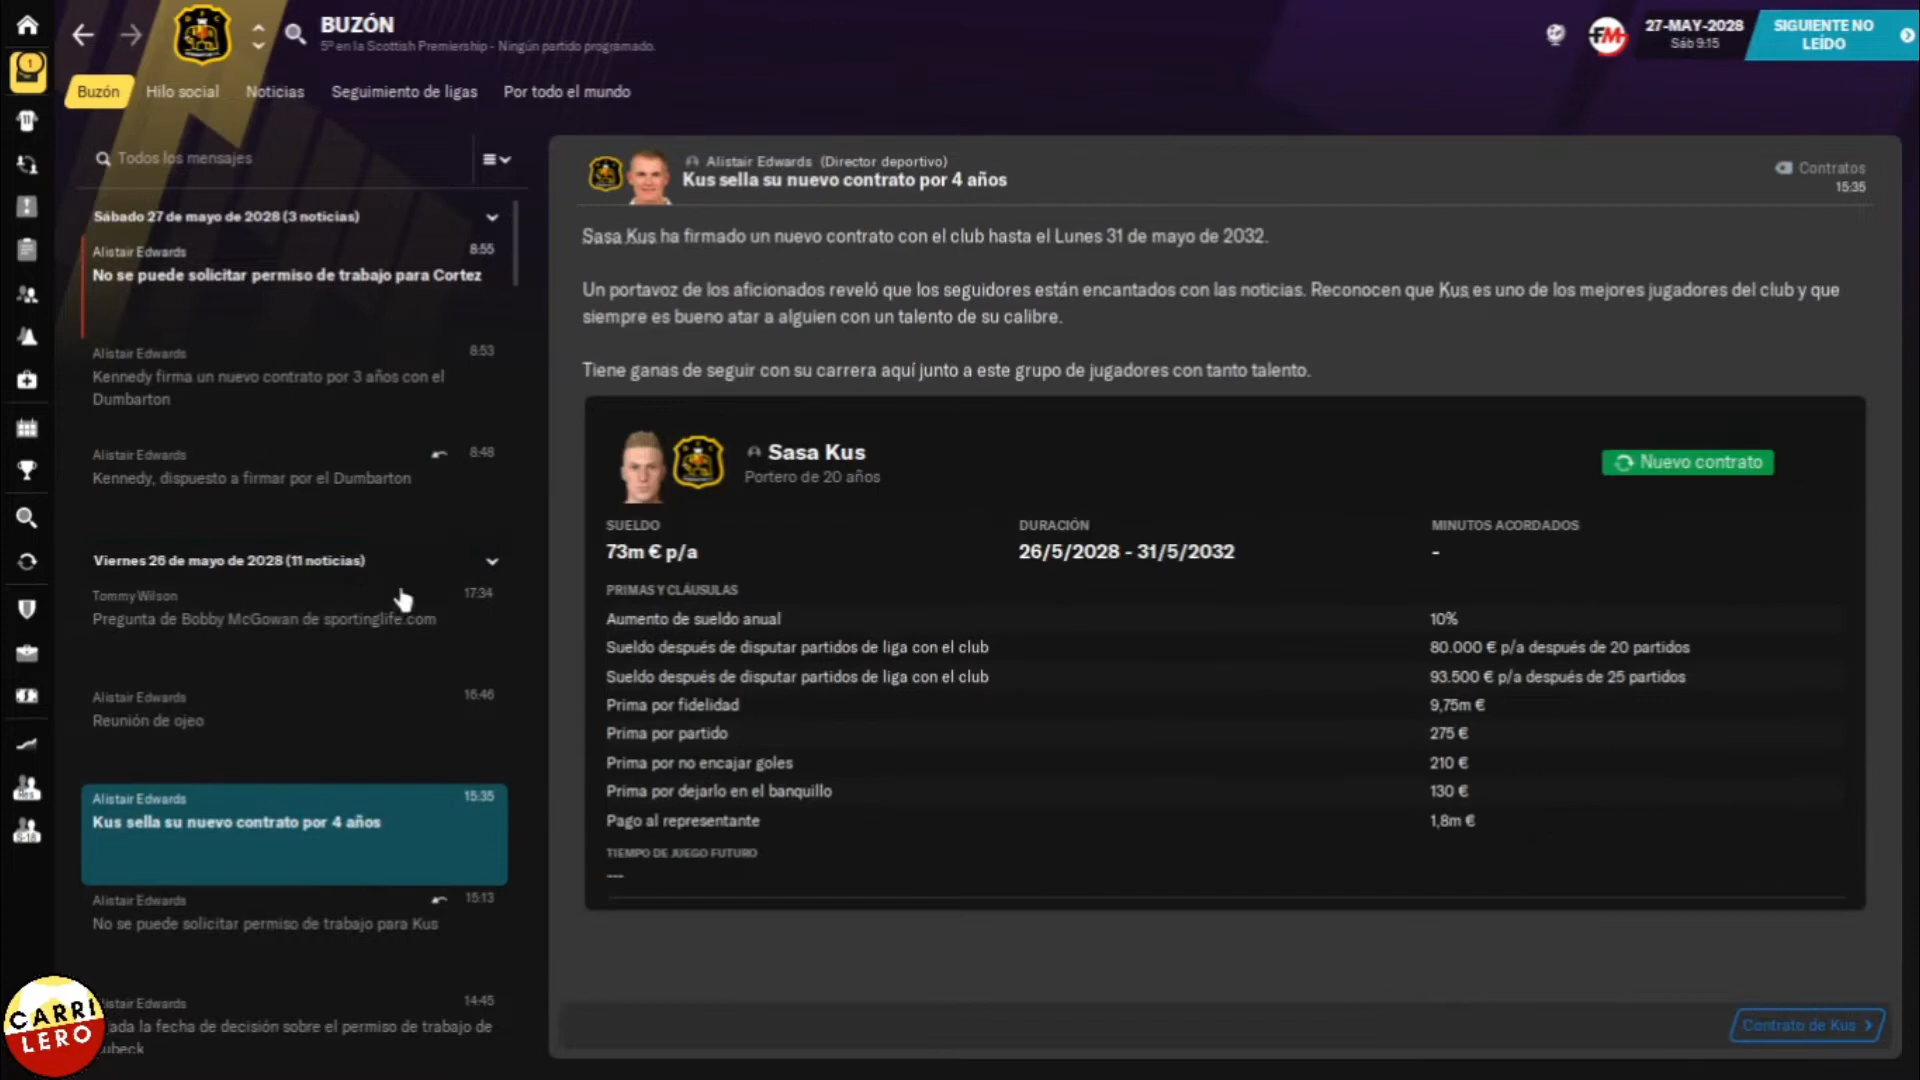 BUZÓN
5º en la Scottish Premiership - Ningún partido programado.
27-MAY-2028
Sáb 9:15
SIGUIENTE NO
LEÍDO
1
Buzón
Hilo social
Noticias
Seguimiento de ligas
Por todo el mundo
Todos los mensajes
Sábado 27 de mayo de 2028 (3 noticias)
Alistair Edwards
8:55
No se puede solicitar permiso de trabajo para Cortez
Alistair Edwards
8:53
Kennedy firma un nuevo contrato por 3 años con el
Dumbarton
Alistair Edwards
8:48
Kennedy, dispuesto a firmar por el Dumbarton
Viernes 26 de mayo de 2028 (11 noticias)
Tommy Wilson
17:34
Pregunta de Bobby McGowan de sportinglife.com
Alistair Edwards
16:46
Reunión de ojeo
Alistair Edwards
15:35
Kus sella su nuevo contrato por 4 años
Alistair Edwards
15:13
No se puede solicitar permiso de trabajo para Kus
Edwards
14:45
la fecha de decisión sobre el permiso de trabajo de
Alistair Edwards (Director deportivo)
Kus sella su nuevo contrato por 4 años
Contratos
15:35
Sasa Kus ha firmado un nuevo contrato con el club hasta el Lunes 31 de mayo de 2032.
Un portavoz de los aficionados reveló que los seguidores están encantados con las noticias. Reconocen que Kus es uno de los mejores jugadores del club y que
siempre es bueno atar a alguien con un talento de su calibre.
Tiene ganas de seguir con su carrera aquí junto a este grupo de jugadores con tanto talento.
Sasa Kus
Portero de 20 años
Nuevo contrato
SUELDO
DURACIÓN
MINUTOS ACORDADOS
73m € p/a
26/5/2028 - 31/5/2032
-
PRIMAS Y CLÁUSULAS
Aumento de sueldo anual
10%
Sueldo después de disputar partidos de liga con el club
80.000 € p/a después de 20 partidos
Sueldo después de disputar partidos de liga con el club
93.500 € p/a después de 25 partidos
Prima por fidelidad
9,75m €
Prima por partido
275 €
Prima por no encajar goles
210 €
Prima por dejarlo en el banquillo
130 €
Pago al representante
1,8m €
TIEMPO DE JUEGO FUTURO
---
Contrato de Kus
CARRI
LERO